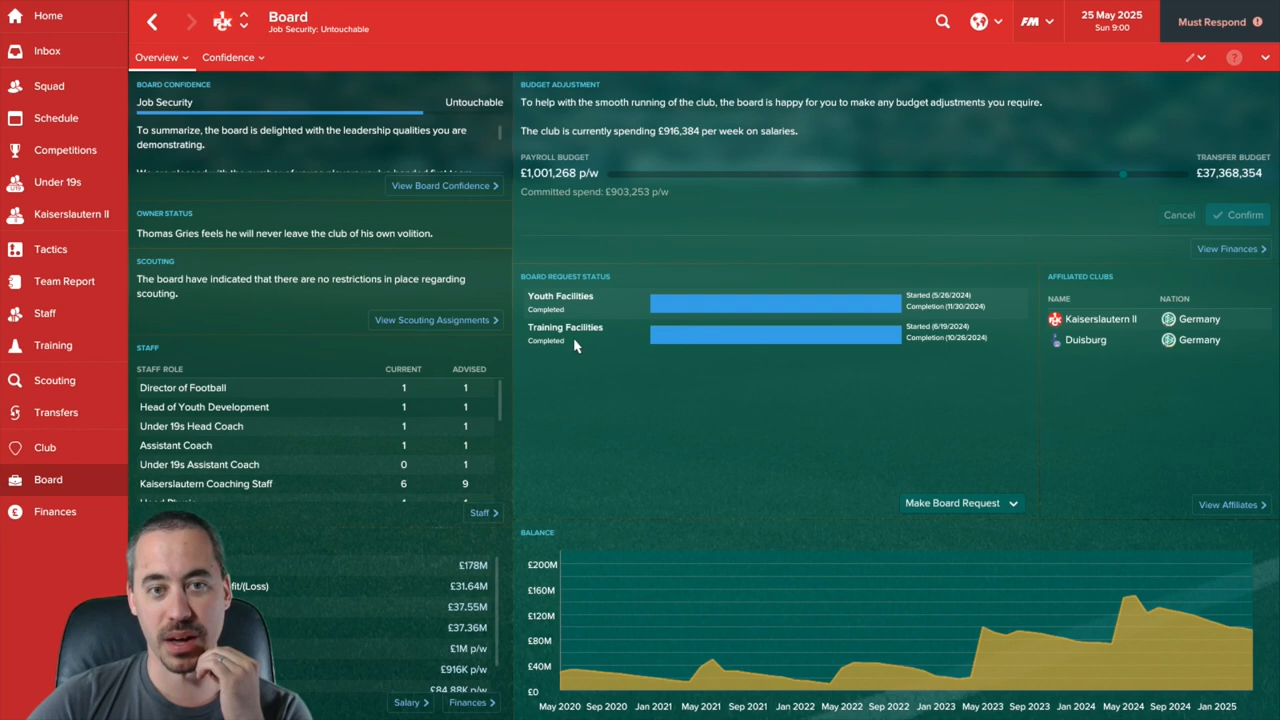 Home
Inbox
Squad
Schedule
Competitions
Under 19s
Kaiserslautern II
Tactics
Team Report
Staff
Training
Scouting
Transfers
Club
Board
Finances
Board
Job Security: Untouchable
FM
25 May 2025
Sun 9:00
Must Respond
Overview
Confidence
BOARD CONFIDENCE
Job Security Untouchable
To summarize, the board is delighted with the leadership qualities you are
demonstrating.
View Board Confidence
OWNER STATUS
Thomas Gries feels he will never leave the club of his own volition.
SCOUTING
The board have indicated that there are no restrictions in place regarding
scouting.
View Scouting Assignments
STAFF
STAFF ROLE CURRENT ADVISED
Director of Football 1 1
Head of Youth Development 1 1
Under 19s Head Coach 1 1
Assistant Coach 1 1
Under 19s Assistant Coach 0 1
Kaiserslautern Coaching Staff 6 9
Staff
£178M
fit/(Loss) £31.64M
£37.55M
£37.36M
£1M p/w
£916K p/w
£84.88K p/w
Salary
Finances
BUDGET ADJUSTMENT
To help with the smooth running of the club, the board is happy for you to make any budget adjustments you require.
The club is currently spending £916,384 per week on salaries.
PAYROLL BUDGET TRANSFER BUDGET
£1,001,268 p/w £37,368,354
Committed spend: £903,253 p/w
Cancel
Confirm
View Finances
BOARD REQUEST STATUS
Youth Facilities Started (5/26/2024)
Completed Completion (11/30/2024)
Training Facilities Started (6/19/2024)
Completed Completion (10/26/2024)
Make Board Request
AFFILIATED CLUBS
NAME NATION
Kaiserslautern II Germany
Duisburg Germany
View Affiliates
BALANCE
£200M
£160M
£120M
£80M
£40M
£0
May 2020 Sep 2020 Jan 2021 May 2021 Sep 2021 Jan 2022 May 2022 Sep 2022 Jan 2023 May 2023 Sep 2023 Jan 2024 May 2024 Sep 2024 Jan 2025